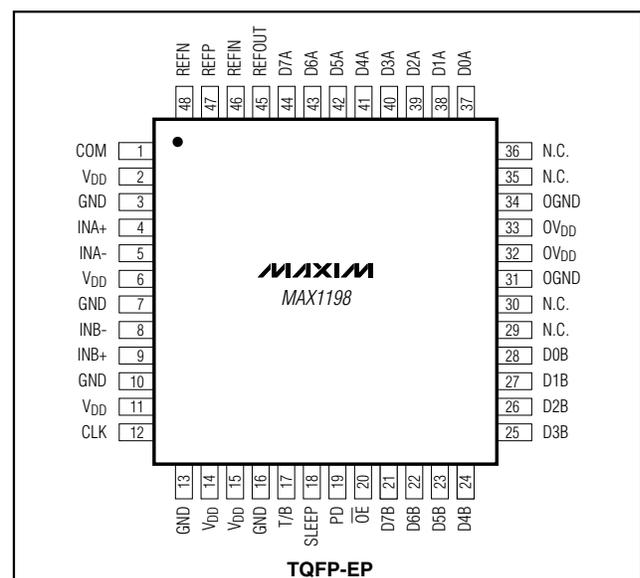 REFN REFP REFIN REFOUT D7A D6A D5A D4A D3A D2A D1A D0A
48 47 46 45 44 43 42 41 40 39 38 37
COM 1
VDD 2
GND 3
INA+ 4
INA- 5
VDD 6
GND 7
INB- 8
INB+ 9
GND 10
VDD 11
CLK 12
MAXIM
MAX1198
36 N.C.
35 N.C.
34 OGND
33 OVDD
32 OVDD
31 OGND
30 N.C.
29 N.C.
28 D0B
27 D1B
26 D2B
25 D3B
13 14 15 16 17 18 19 20 21 22 23 24
GND VDD VDD GND T/B SLEEP PD O̅E̅ D7B D6B D5B D4B
TQFP-EP